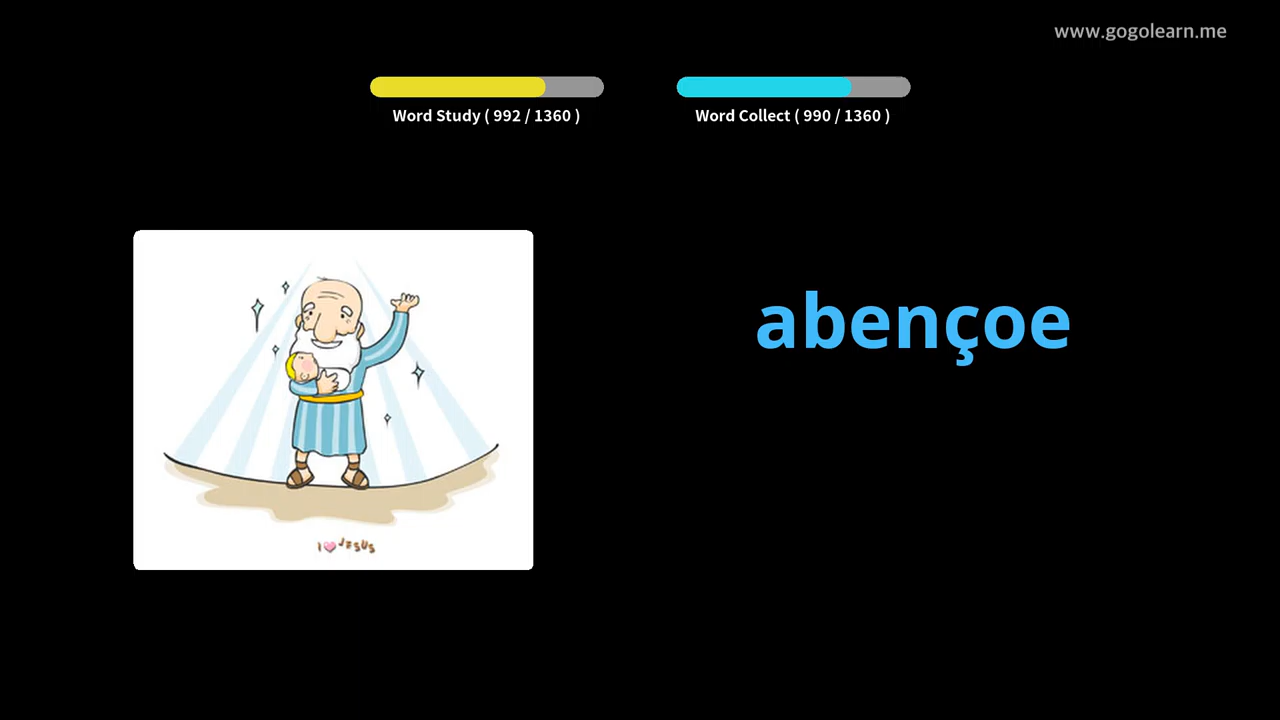 www.gogolearn.me
Word Study ( 992 / 1360 )
Word Collect ( 990 / 1360 )
abençoe
I ♥ JESUS